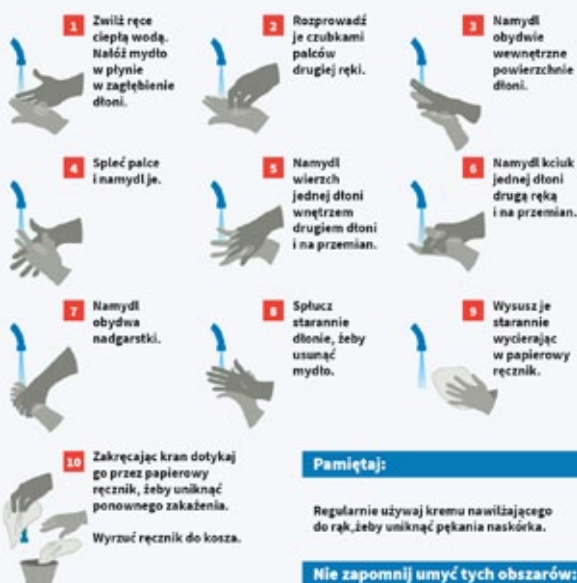 1
Zwilż ręce
ciepłą wodą.
Nałóż mydło
w płynie
w zagłębienie
dłoni.
2
Rozprowadź
je czubkami
palców
drugiej ręki.
3
Namydl
obydwie
wewnętrzne
powierzchnie
dłoni.
4
Spleć palce
i namydl je.
5
Namydl
wierzch
jednej dłoni
wnętrzem
drugiem dłoni
i na przemian.
6
Namydl kciuk
jednej dłoni
drugą ręką
i na przemian.
7
Namydl
obydwa
nadgarstki.
8
Spłucz
starannie
dłonie, żeby
usunąć
mydło.
9
Wysusz je
starannie
wycierając
w papierowy
ręcznik.
10
Zakręcając kran dotykaj
go przez papierowy
ręcznik, żeby uniknąć
ponownego zakażenia.
Wyrzuć ręcznik do kosza.
Pamiętaj:
Regularnie używaj kremu nawilżającego
do rąk,żeby uniknąć pękania naskórka.
Nie zapomnij umyć tych obszarów: